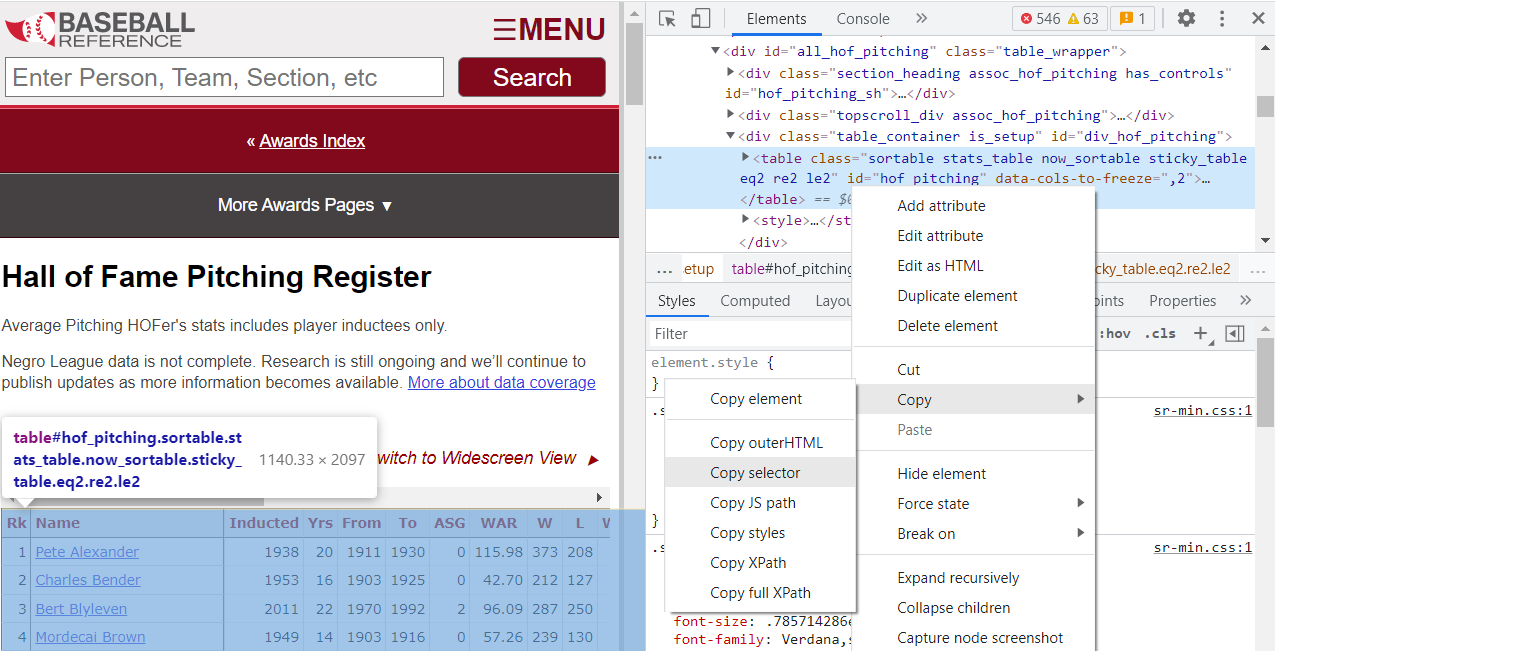 BASEBALL
REFERENCE
☰MENU
Enter Person, Team, Section, etc
Search
« Awards Index
More Awards Pages ▼
Hall of Fame Pitching Register
Average Pitching HOFer's stats includes player inductees only.
Negro League data is not complete. Research is still ongoing and we’ll continue to
publish updates as more information becomes available. More about data coverage
table#hof_pitching.sortable.st
ats_table.now_sortable.sticky_
table.eq2.re2.le2
1140.33 × 2097
witch to Widescreen View ▶
Rk Name Inducted Yrs From To ASG WAR W L W
1 Pete Alexander 1938 20 1911 1930 0 115.98 373 208
2 Charles Bender 1953 16 1903 1925 0 42.70 212 127
3 Bert Blyleven 2011 22 1970 1992 2 96.09 287 250
4 Mordecai Brown 1949 14 1903 1916 0 57.26 239 130
Elements Console » 546 63 1
▼<div id="all_hof_pitching" class="table_wrapper">
▶<div class="section_heading assoc_hof_pitching has_controls"
id="hof_pitching_sh">…</div>
▶<div class="topscroll_div assoc_hof_pitching">…</div>
▼<div class="table_container is_setup" id="div_hof_pitching">
… ▶<table class="sortable stats_table now_sortable sticky_table
eq2 re2 le2" id="hof_pitching" data-cols-to-freeze=",2">…
</table> == $
▶<style>…</st
</div>
… setup table#hof_pitching cky_table.eq2.re2.le2 …
Styles Computed Layou oints Properties »
Filter :hov .cls +
element.style {
}
.s sr-min.css:1
}
.s sr-min.css:1
font-size: .785714286e
font-family: Verdana,s
Add attribute
Edit attribute
Edit as HTML
Duplicate element
Delete element
Cut
Copy ▶
Paste
Hide element
Force state ▶
Break on ▶
Expand recursively
Collapse children
Capture node screenshot
Copy element
Copy outerHTML
Copy selector
Copy JS path
Copy styles
Copy XPath
Copy full XPath